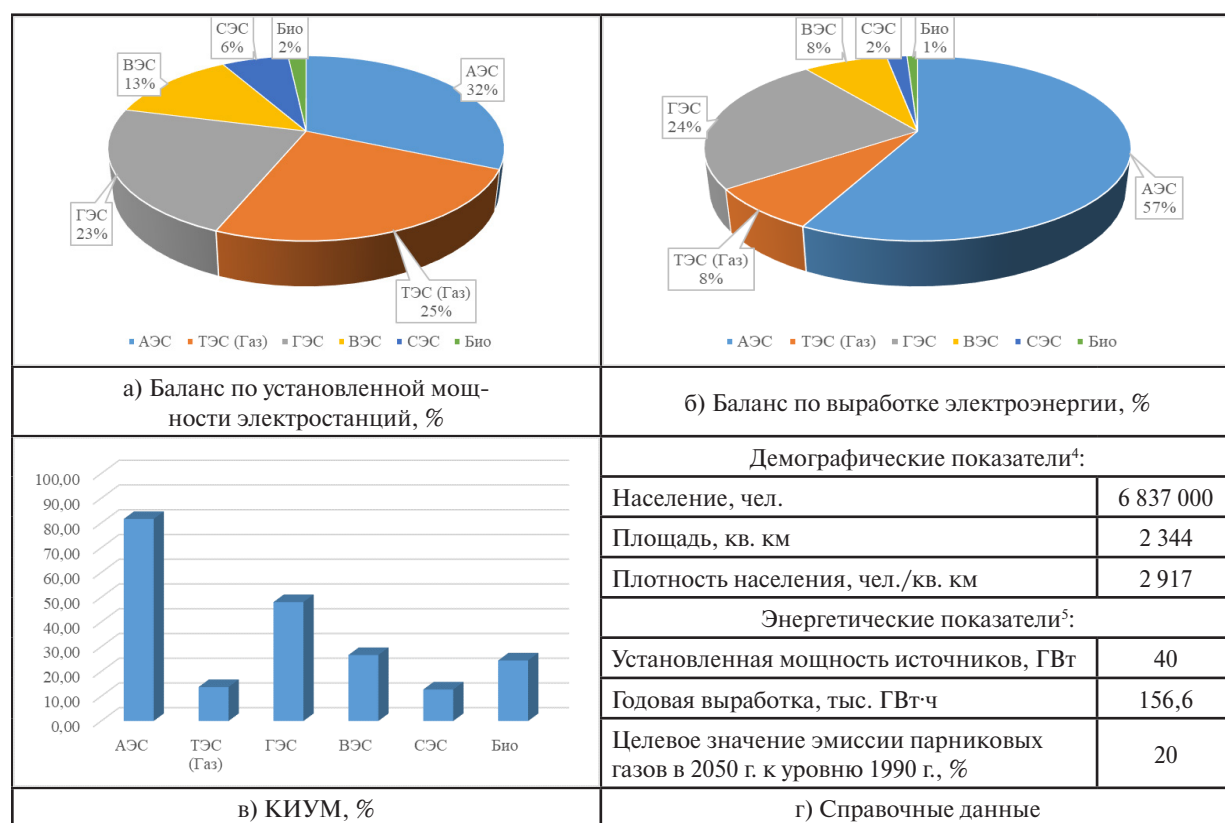 СЭС
6%
Био
2%
ВЭС
13%
АЭС
32%
ГЭС
23%
ТЭС (Газ)
25%
АЭС ТЭС (Газ) ГЭС ВЭС СЭС Био
ВЭС
8%
СЭС
2%
Био
1%
ГЭС
24%
АЭС
57%
ТЭС (Газ)
8%
АЭС ТЭС (Газ) ГЭС ВЭС СЭС Био
а) Баланс по установленной мощ-
ности электростанций, %
б) Баланс по выработке электроэнергии, %
100,00
90,00
80,00
70,00
60,00
50,00
40,00
30,00
20,00
10,00
0,00
АЭС ТЭС ГЭС ВЭС СЭС Био
(Газ)
Демографические показатели⁴:
Население, чел. 6 837 000
Площадь, кв. км 2 344
Плотность населения, чел./кв. км 2 917
Энергетические показатели⁵:
Установленная мощность источников, ГВт 40
Годовая выработка, тыс. ГВт·ч 156,6
Целевое значение эмиссии парниковых
газов в 2050 г. к уровню 1990 г., % 20
в) КИУМ, %
г) Справочные данные